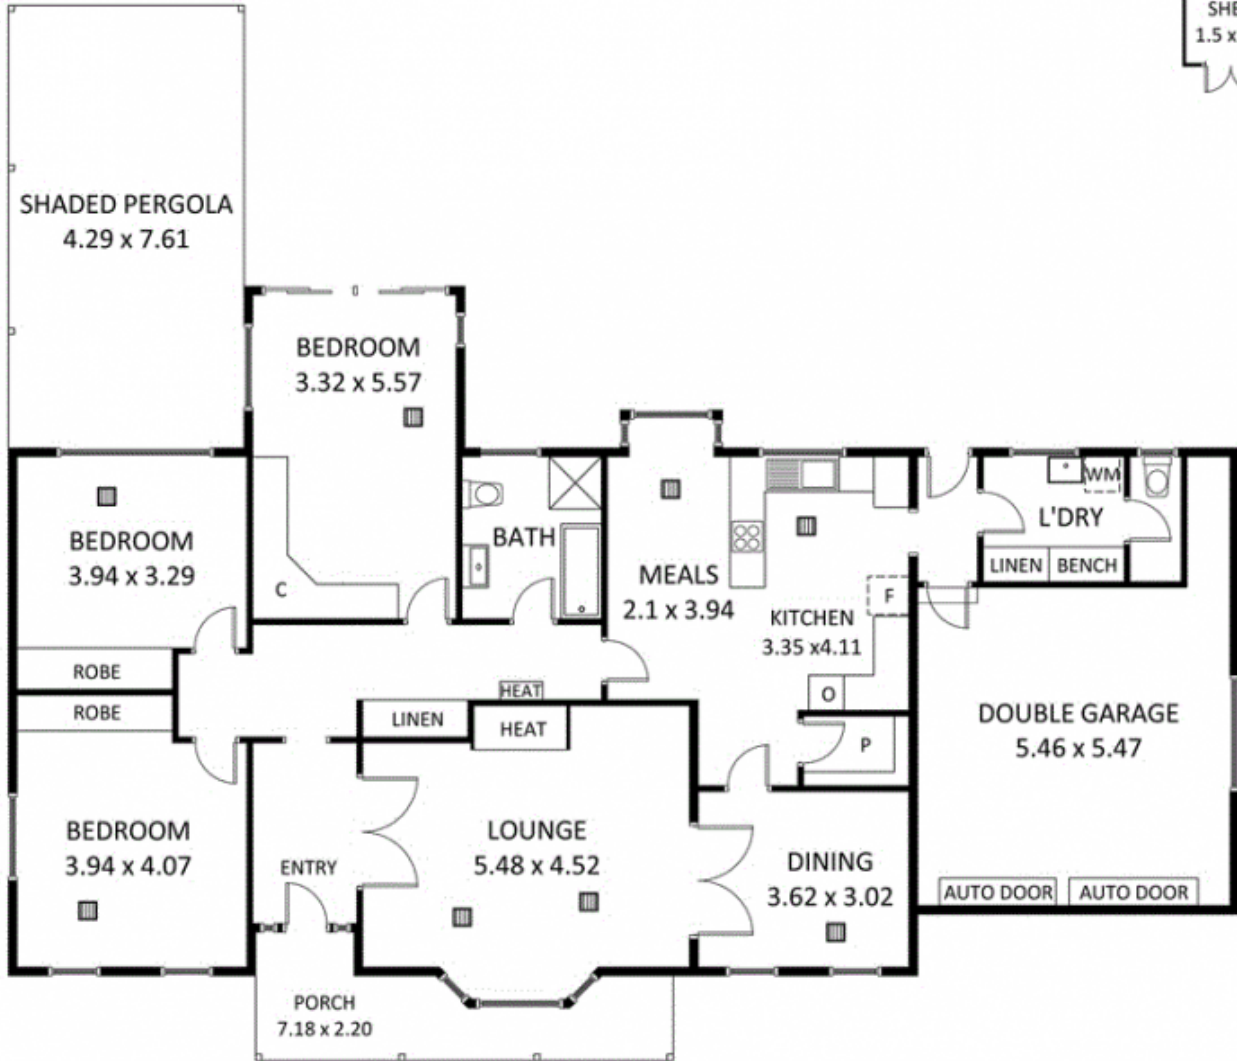 SHE
1.5 x
SHADED PERGOLA
4.29 x 7.61
BEDROOM
3.32 x 5.57
BEDROOM
3.94 x 3.29
ROBE
C
BATH
MEALS
2.1 x 3.94
KITCHEN
3.35 x4.11
F
O
P
WM
L'DRY
LINEN
BENCH
ROBE
LINEN
HEAT
HEAT
DOUBLE GARAGE
5.46 x 5.47
AUTO DOOR
AUTO DOOR
BEDROOM
3.94 x 4.07
ENTRY
LOUNGE
5.48 x 4.52
DINING
3.62 x 3.02
PORCH
7.18 x 2.20